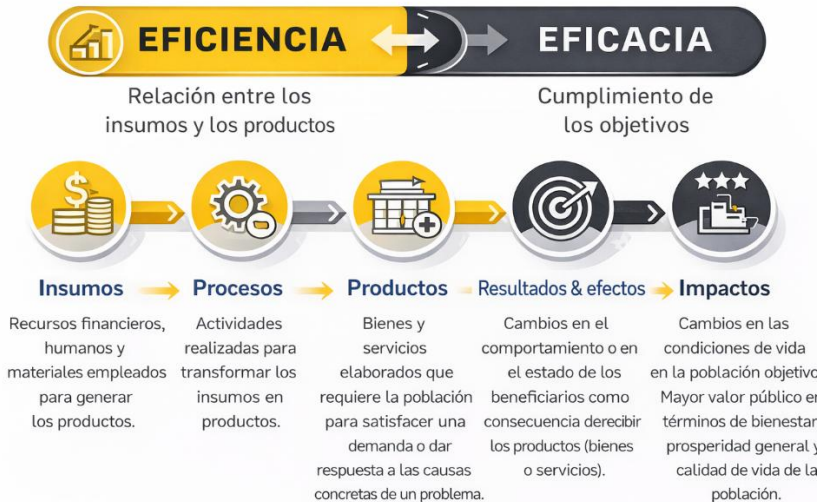 EFICIENCIA
EFICACIA
Relación entre los
insumos y los productos
Cumplimiento de
los objetivos
Insumos
Recursos financieros,
humanos y
materiales empleados
para generar
los productos.
Procesos
Actividades
realizadas para
transformar los
insumos en
productos.
Productos
Bienes y
servicios
elaborados que
requiere la población
para satisfacer una
demanda o dar
respuesta a las causas
concretas de un problema.
Resultados & efectos
Cambios en el
comportamiento o en
el estado de los
beneficiarios como
consecuencia derecibir
los productos (bienes
o servicios).
Impactos
Cambios en las
condiciones de vida
en la población objetivo
Mayor valor público en
términos de bienestar
prosperidad general y
calidad de vida de la
población.